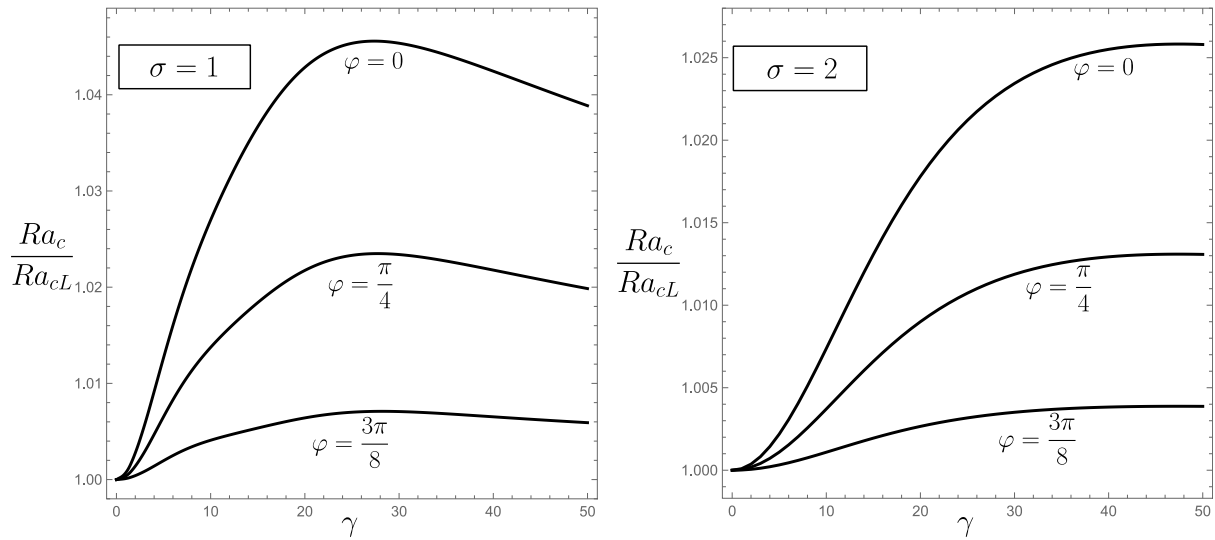 σ = 1
φ = 0
φ = π/4
φ = 3π/8
Ra_c/Ra_cL
1.04
1.03
1.02
1.01
1.00
0 10 20 30 40 50
γ
σ = 2
φ = 0
φ = π/4
φ = 3π/8
Ra_c/Ra_cL
1.025
1.020
1.015
1.010
1.005
1.000
0 10 20 30 40 50
γ